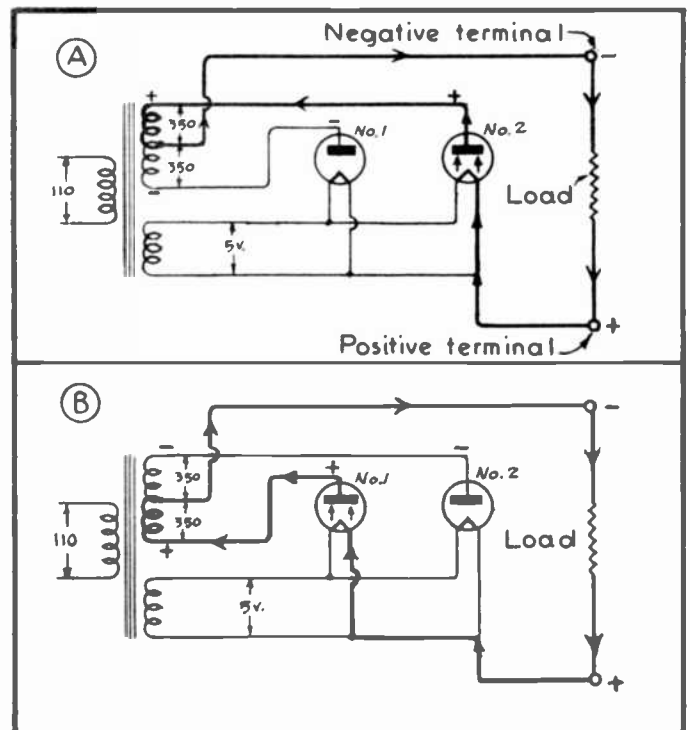 Negative terminal
-
A
+
-
+
350
No.1
No.2
350
110
-
Load
5v.
+
Positive terminal
B
-
-
-
350
+
No.1
No.2
350
110
+
Load
5v.
+